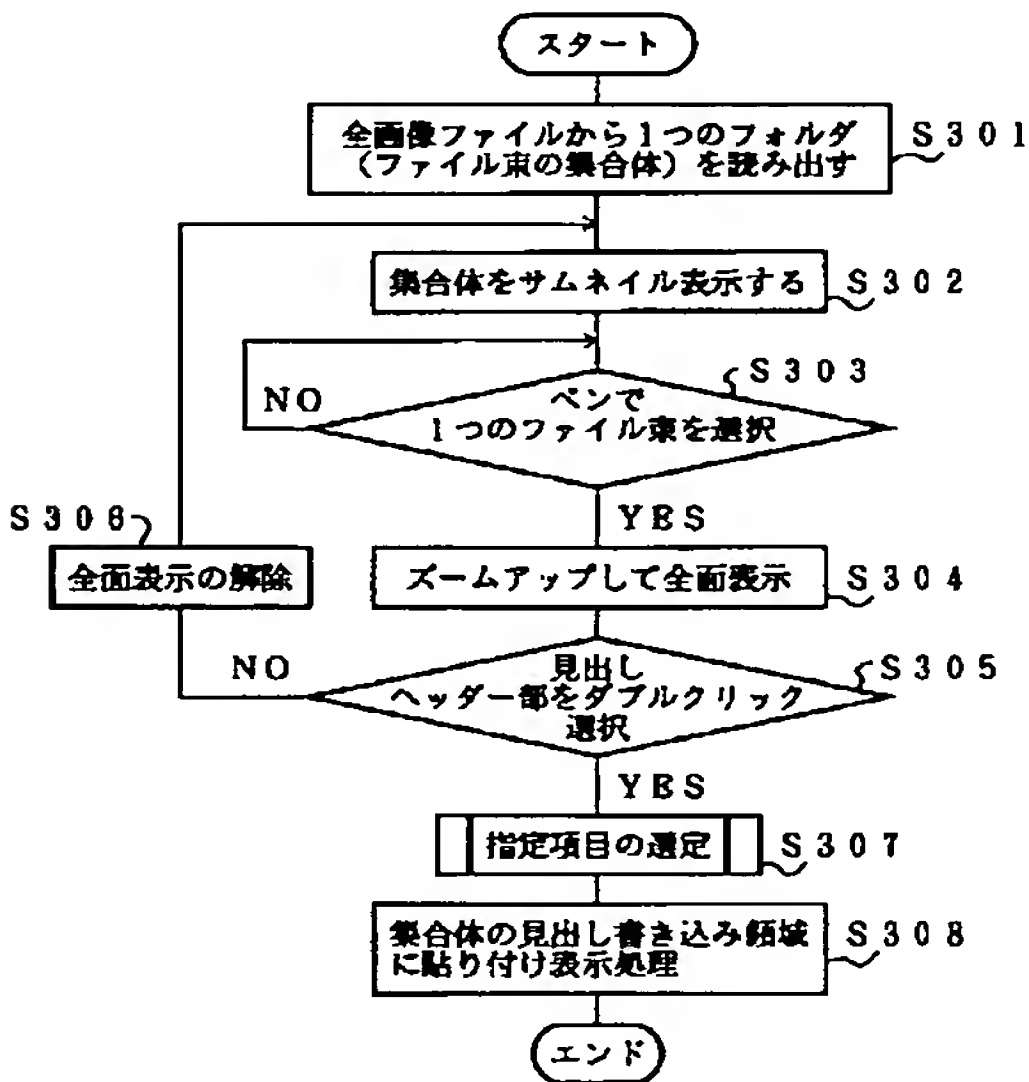 スタート
全画像ファイルから1つのフォルダ
(ファイル束の集合体)を読み出す
S301
集合体をサムネイル表示する
S302
S303
ペンで
1つのファイル束を選択
NO
YES
S306
全面表示の解除
ズームアップして全面表示
S304
S305
見出し
ヘッダー部をダブルクリック
選択
NO
YES
指定項目の選定
S307
集合体の見出し書き込み領域
に貼り付け表示処理
S308
エンド